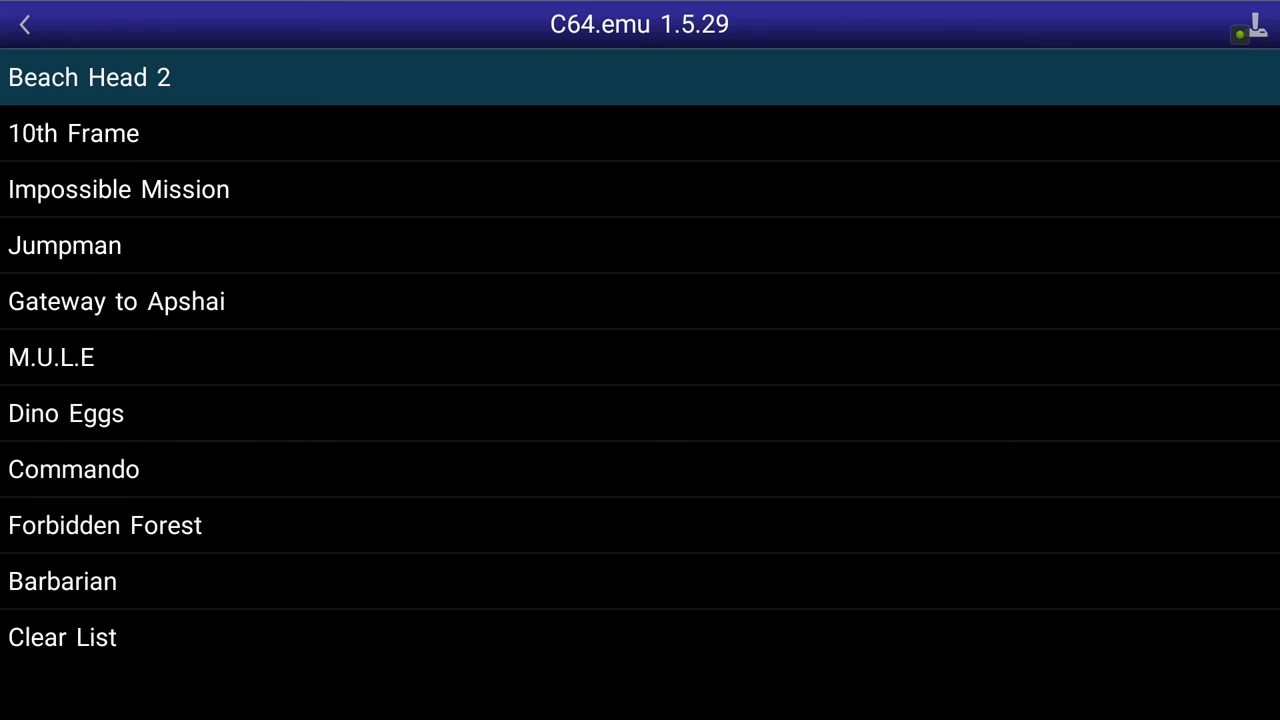 C64.emu 1.5.29
Beach Head 2
10th Frame
Impossible Mission
Jumpman
Gateway to Apshai
M.U.L.E
Dino Eggs
Commando
Forbidden Forest
Barbarian
Clear List